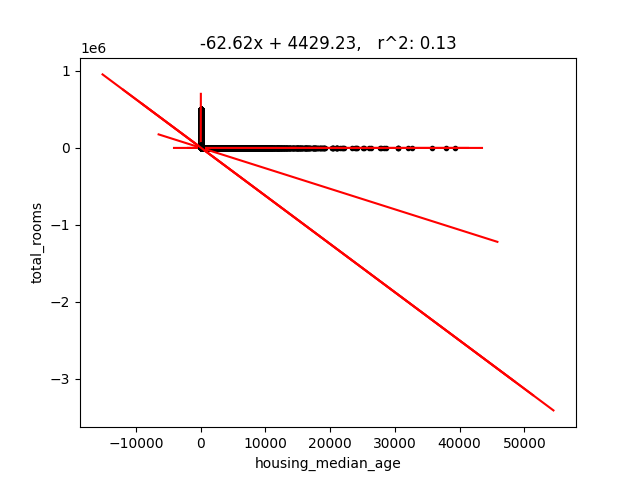 -62.62x + 4429.23,   r^2: 0.13
1e6
1
0
−1
−2
−3
total_rooms
−10000 0 10000 20000 30000 40000 50000
housing_median_age